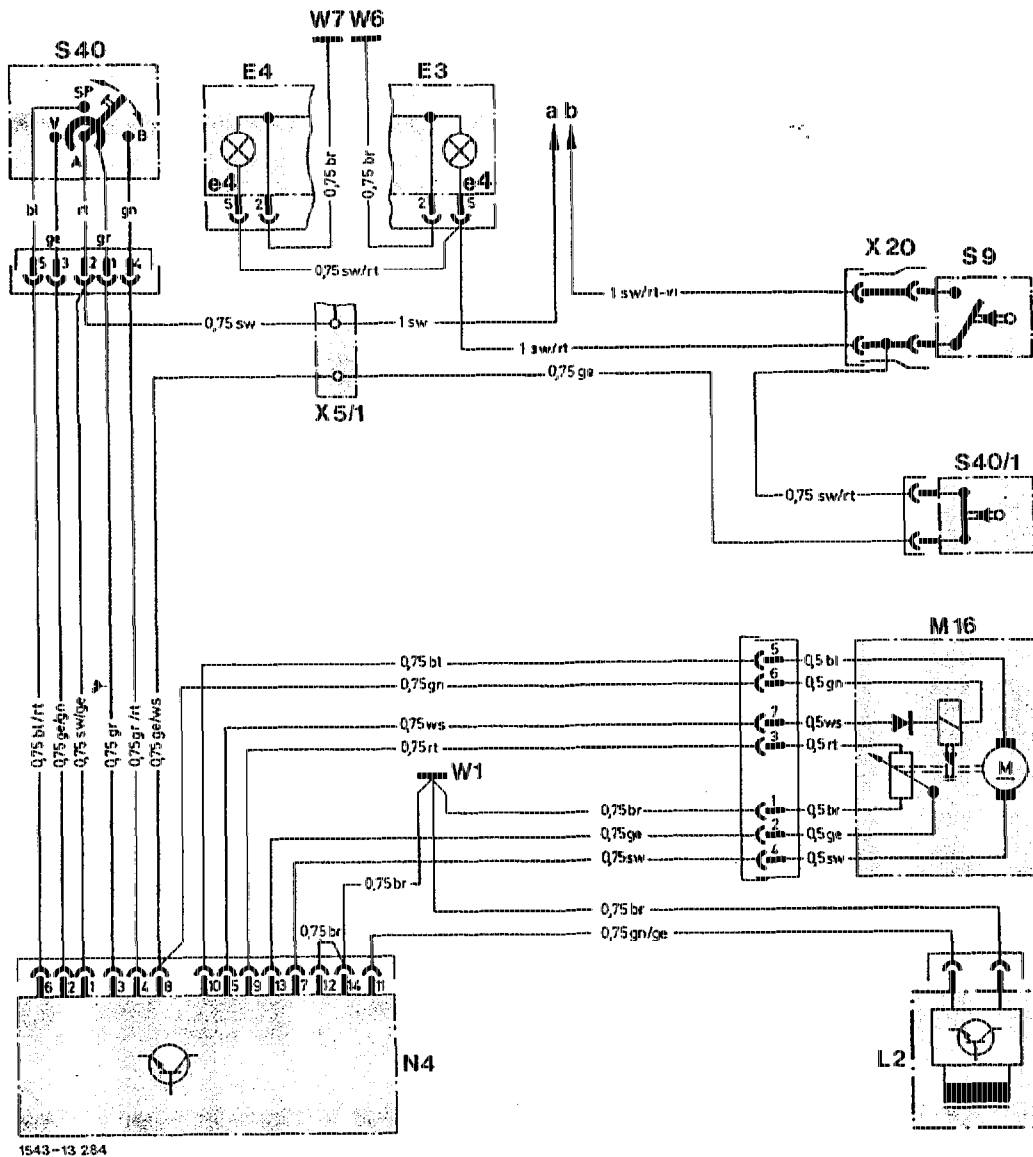 W7 W6
S40
E4
E3
SP
V
B
A
a b
0,75 br
0,75 br
e4
e4
5
2
2
5
bl
rt
gn
ge
gr
X 20
S9
5
3
2
1
4
0,75 sw/rt
1 sw/rt-vi
0,75 sw
1 sw
1 sw/rt
0,75 ge
X5/1
S40/1
0,75 sw/rt
M16
0,75 bl
5
0,5 bl
0,75 gn
6
0,5 gn
0,75 ws
7
0,5 ws
0,75 rt
3
0,5 rt
M
0,75 bl/rt
0,75 ge/gn
0,75 sw/ge
0,75 gr
0,75 gr/rt
0,75 ge/ws
W1
0,75 br
1
0,5 br
0,75 ge
2
0,5 ge
0,75 sw
4
0,5 sw
0,75 br
0,75 br
0,75 br
0,75 gn/ge
6
2
1
3
4
8
10
5
9
13
7
12
14
11
N4
L2
1543-13 284